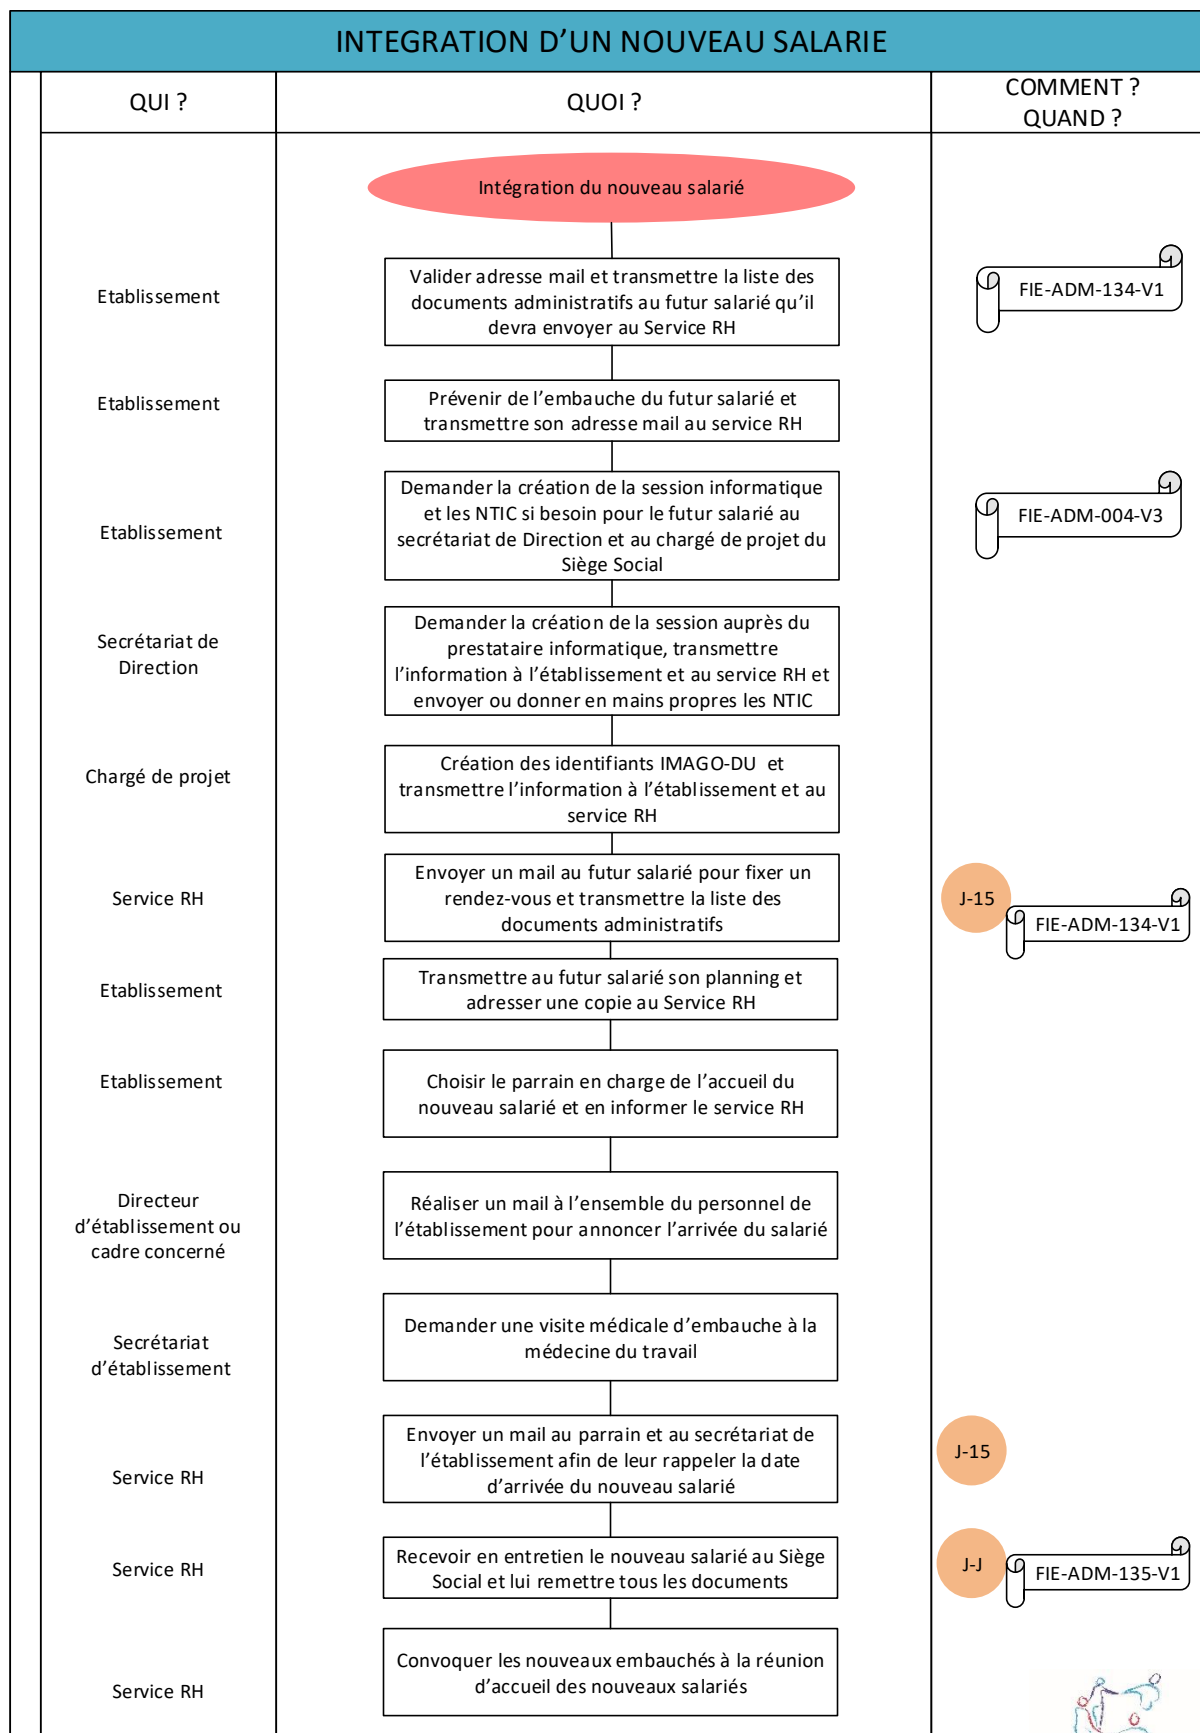 INTEGRATION D’UN NOUVEAU SALARIE
QUI ?
QUOI ?
COMMENT ?
QUAND ?
Intégration du nouveau salarié
Etablissement
Valider adresse mail et transmettre la liste des
documents administratifs au futur salarié qu’il
devra envoyer au Service RH
FIE-ADM-134-V1
Etablissement
Prévenir de l’embauche du futur salarié et
transmettre son adresse mail au service RH
Etablissement
Demander la création de la session informatique
et les NTIC si besoin pour le futur salarié au
secrétariat de Direction et au chargé de projet du
Siège Social
FIE-ADM-004-V3
Secrétariat de
Direction
Demander la création de la session auprès du
prestataire informatique, transmettre
l’information à l’établissement et au service RH et
envoyer ou donner en mains propres les NTIC
Chargé de projet
Création des identifiants IMAGO-DU et
transmettre l’information à l’établissement et au
service RH
Service RH
Envoyer un mail au futur salarié pour fixer un
rendez-vous et transmettre la liste des
documents administratifs
J-15
FIE-ADM-134-V1
Etablissement
Transmettre au futur salarié son planning et
adresser une copie au Service RH
Etablissement
Choisir le parrain en charge de l’accueil du
nouveau salarié et en informer le service RH
Directeur
d’établissement ou
cadre concerné
Réaliser un mail à l’ensemble du personnel de
l’établissement pour annoncer l’arrivée du salarié
Secrétariat
d’établissement
Demander une visite médicale d’embauche à la
médecine du travail
Service RH
Envoyer un mail au parrain et au secrétariat de
l’établissement afin de leur rappeler la date
d’arrivée du nouveau salarié
J-15
Service RH
Recevoir en entretien le nouveau salarié au Siège
Social et lui remettre tous les documents
J-J
FIE-ADM-135-V1
Service RH
Convoquer les nouveaux embauchés à la réunion
d’accueil des nouveaux salariés